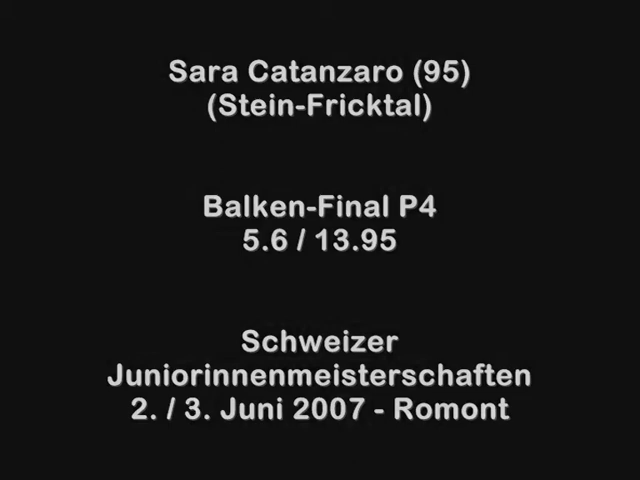 Sara Catanzaro (95)
(Stein-Fricktal)
Balken-Final P4
5.6 / 13.95
Schweizer
Juniorinnenmeisterschaften
2. / 3. Juni 2007 - Romont